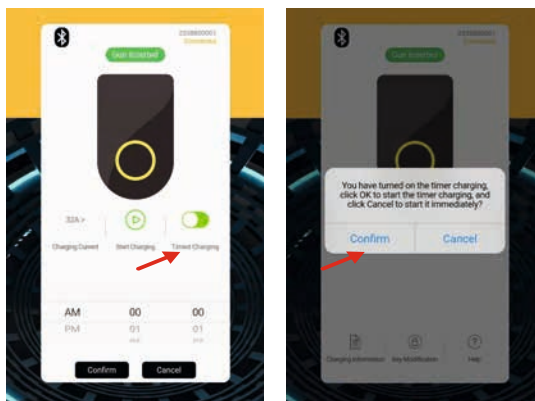 Connected
Gun Inserted
32A >
Charging Current
Start Charging
Timed Charging
AM
00
00
PM
01
01
Confirm
Cancel
Gun Inserted
You have turned on the timer charging,
click OK to start the timer charging, and
click Cancel to start it immediately?
Confirm
Cancel
Charging Information
Key Modification
Help